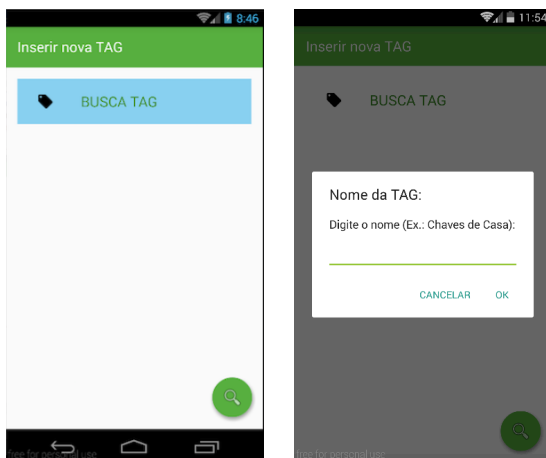 8:46
Inserir nova TAG
BUSCA TAG
free for personal use
11:54
Inserir nova TAG
BUSCA TAG
Nome da TAG:
Digite o nome (Ex.: Chaves de Casa):
CANCELAR OK
free for personal use